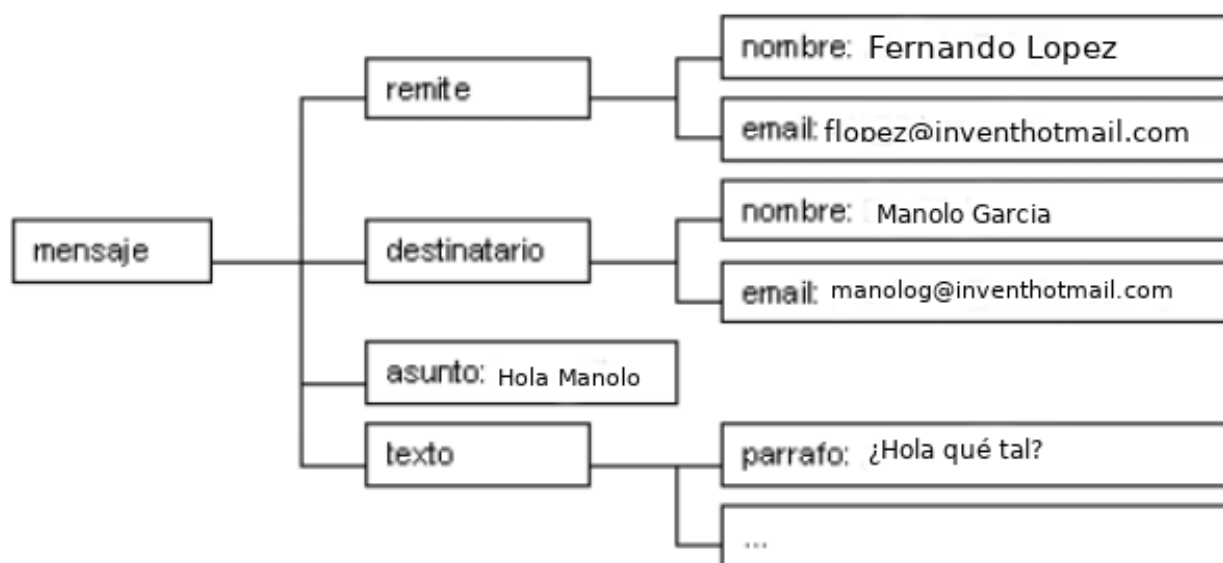 nombre: Fernando Lopez
remite
email: flopez@inventhotmail.com
nombre: Manolo Garcia
mensaje
destinatario
email: manolog@inventhotmail.com
asunto: Hola Manolo
texto
parrafo: ¿Hola qué tal?
...